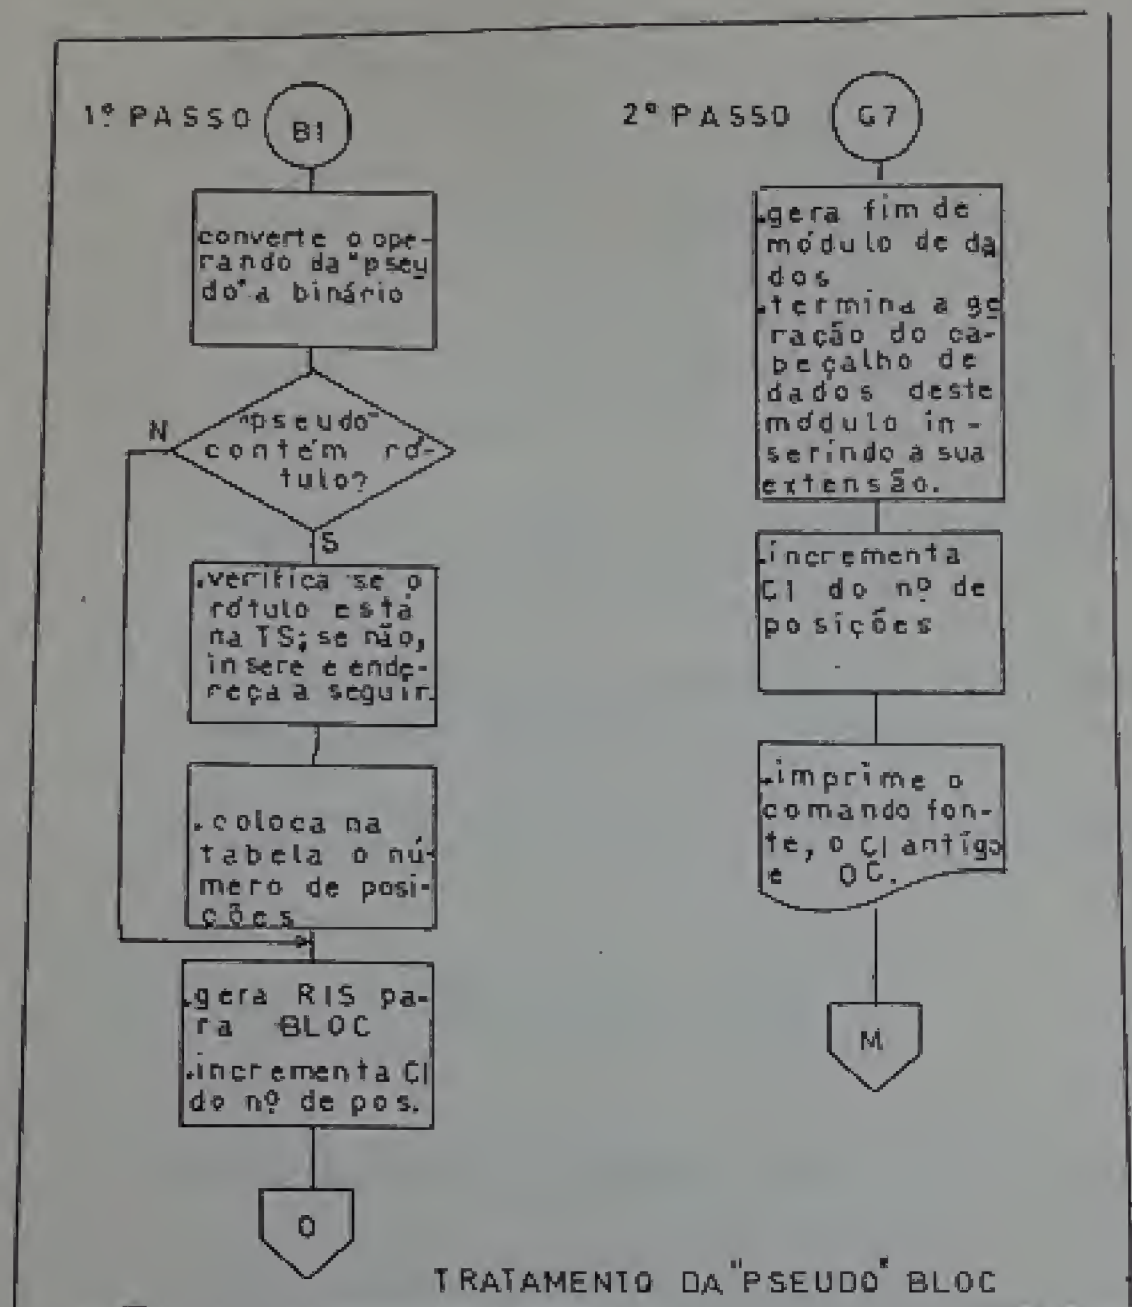 1º PASSO
B1
converte o ope-
rando da "pseu
do" a binário
N
"pseudo"
contém ró-
tulo?
S
.verifica se o
rótulo está
na TS; se não,
insere e ende-
reça a seguir.
.coloca na
tabela o nú-
mero de posi-
ções
.gera RIS pa-
ra BLOC
.incrementa CI
do nº de pos.
O
2º PASSO
G7
.gera fim de
módulo de da
dos
.termina a ge
ração do ca-
beçalho de
dados deste
módulo in-
serindo a sua
extensão.
.incrementa
CI do nº de
posições
.imprime o
comando fon-
te, o CI antigo
e OC.
M
TRATAMENTO DA "PSEUDO" BLOC